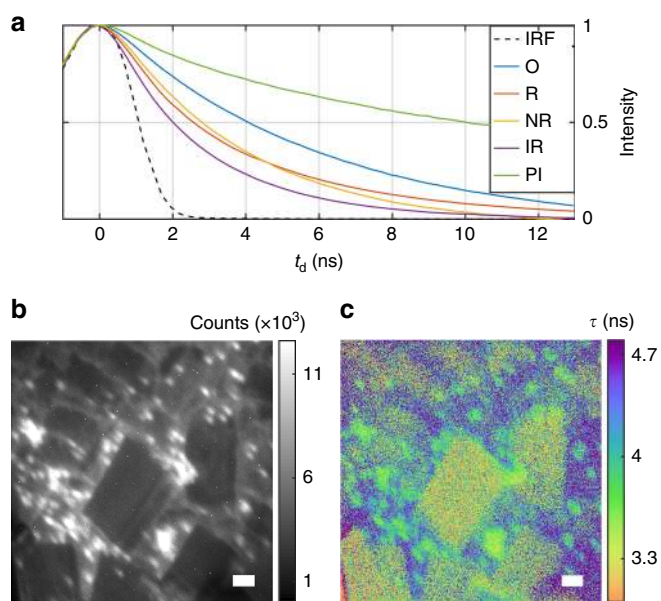 a
1
0.5
0
Intensity
IRF
O
R
NR
IR
PI
0 2 4 6 8 10 12
t_d (ns)
b
Counts (×10³)
11
6
1
c
τ (ns)
4.7
4
3.3